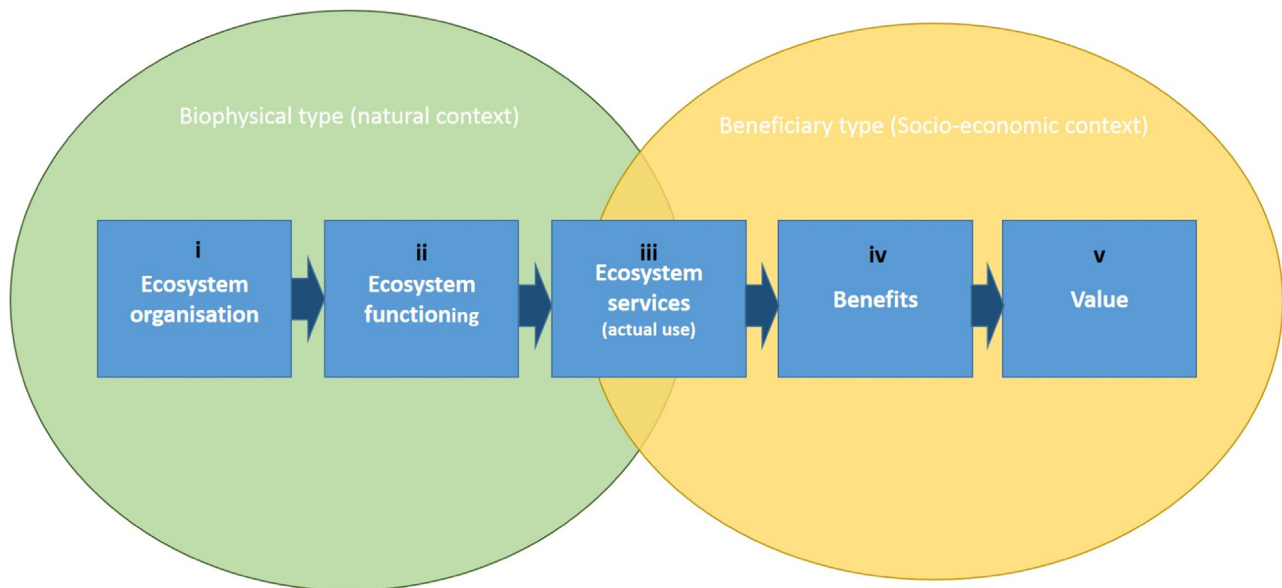 Biophysical type (natural context)
Beneficiary type (Socio-economic context)
i
Ecosystem
organisation
ii
Ecosystem
functioning
iii
Ecosystem
services
(actual use)
iv
Benefits
v
Value